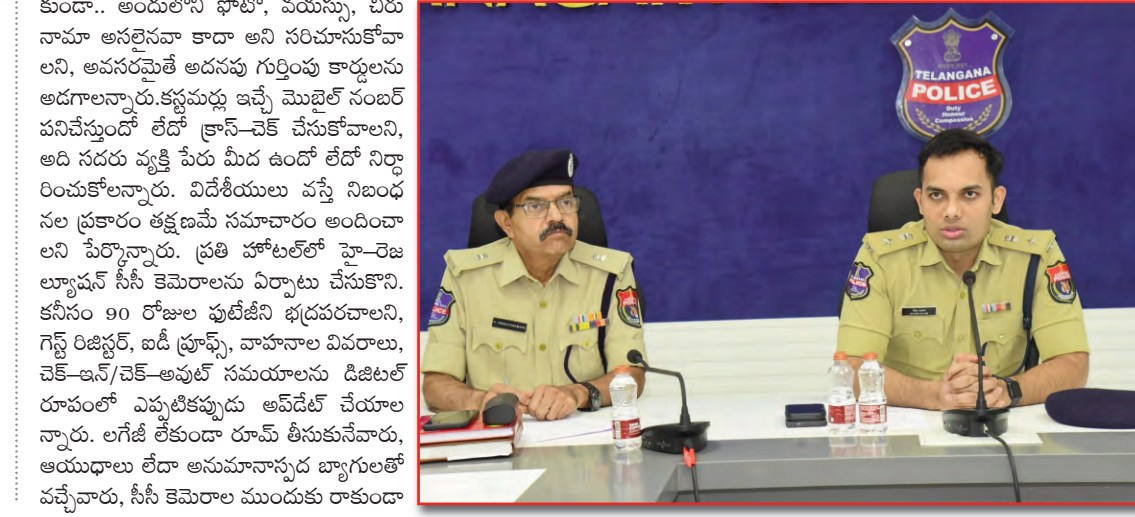 కుండా.. అందులోని ఫోటో, వయస్సు, చిరు
నామా అసలైనవా కాదా అని సరిచూసుకోవా
లని, అవసరమైతే అదనపు గుర్తింపు కార్డులను
అడగాలన్నారు.కస్టమర్లు ఇచ్చే మొబైల్ నంబర్
పనిచేస్తుందో లేదో క్రాస్–చెక్ చేసుకోవాలని,
అది సదరు వ్యక్తి పేరు మీద ఉందో లేదో నిర్ధా
రించుకోలన్నారు. విదేశీయులు వస్తే నిబంధ
నల ప్రకారం తక్షణమే సమాచారం అందించా
లని పేర్కొన్నారు. ప్రతి హోటల్‌లో హై–రెజ
ల్యూషన్ సీసీ కెమెరాలను ఏర్పాటు చేసుకొని.
కనీసం 90 రోజుల ఫుటేజీని భద్రపరచాలని,
గెస్ట్ రిజిస్టర్, ఐడీ ప్రూఫ్స్, వాహనాల వివరాలు,
చెక్–ఇన్/చెక్–అవుట్ సమయాలను డిజిటల్
రూపంలో ఎప్పటికప్పుడు అప్‌డేట్ చేయాల
న్నారు. లగేజీ లేకుండా రూమ్ తీసుకునేవారు,
ఆయుధాలు లేదా అనుమానాస్పద బ్యాగులతో
వచ్చేవారు, సీసీ కెమెరాల ముందుకు రాకుండా
TELANGANA
POLICE
Duty
Honour
Compassion